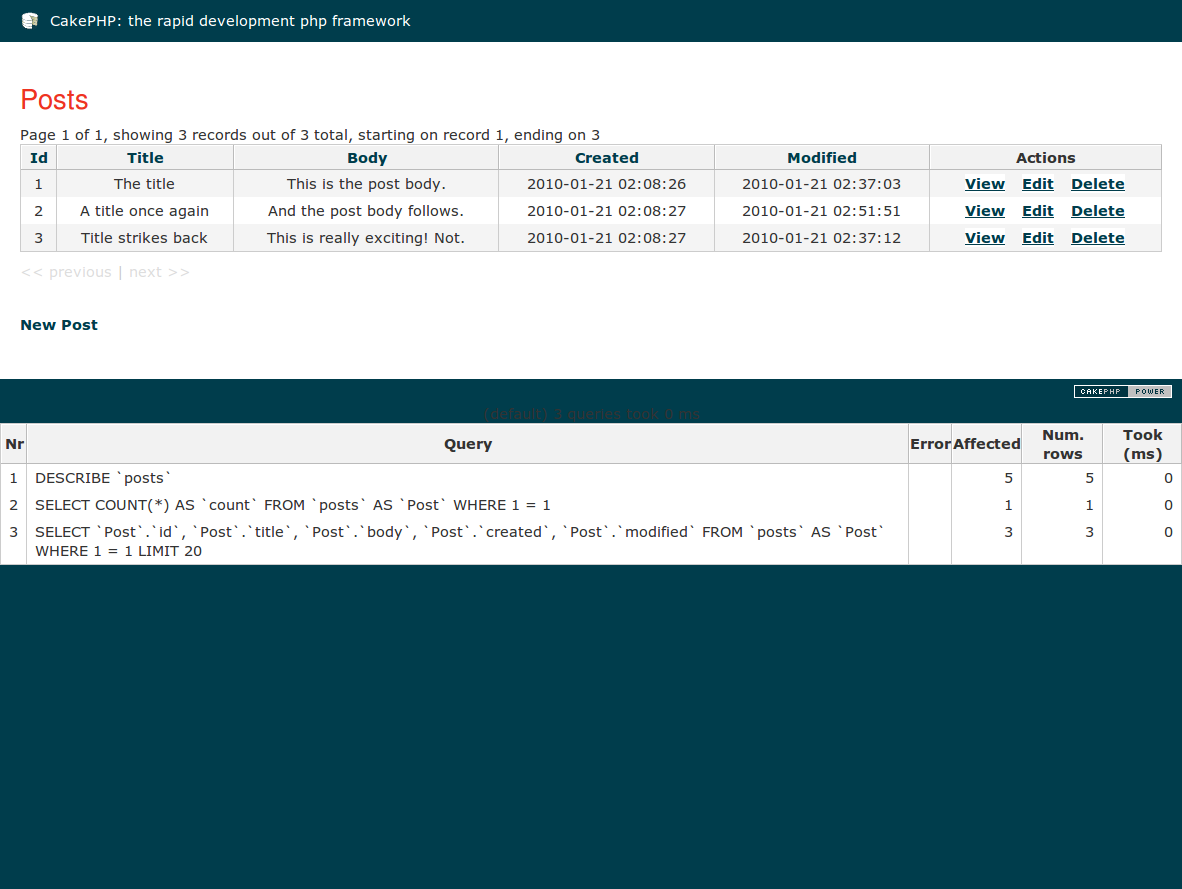 CakePHP: the rapid development php framework
Posts
Page 1 of 1, showing 3 records out of 3 total, starting on record 1, ending on 3
Id Title Body Created Modified Actions
1 The title This is the post body. 2010-01-21 02:08:26 2010-01-21 02:37:03 View Edit Delete
2 A title once again And the post body follows. 2010-01-21 02:08:27 2010-01-21 02:51:51 View Edit Delete
3 Title strikes back This is really exciting! Not. 2010-01-21 02:08:27 2010-01-21 02:37:12 View Edit Delete
<< previous | next >>
New Post
CAKEPHP POWER
(default) 3 queries took 0 ms
Nr Query Error Affected Num. rows Took (ms)
1 DESCRIBE `posts` 5 5 0
2 SELECT COUNT(*) AS `count` FROM `posts` AS `Post` WHERE 1 = 1 1 1 0
3 SELECT `Post`.`id`, `Post`.`title`, `Post`.`body`, `Post`.`created`, `Post`.`modified` FROM `posts` AS `Post` 3 3 0
WHERE 1 = 1 LIMIT 20